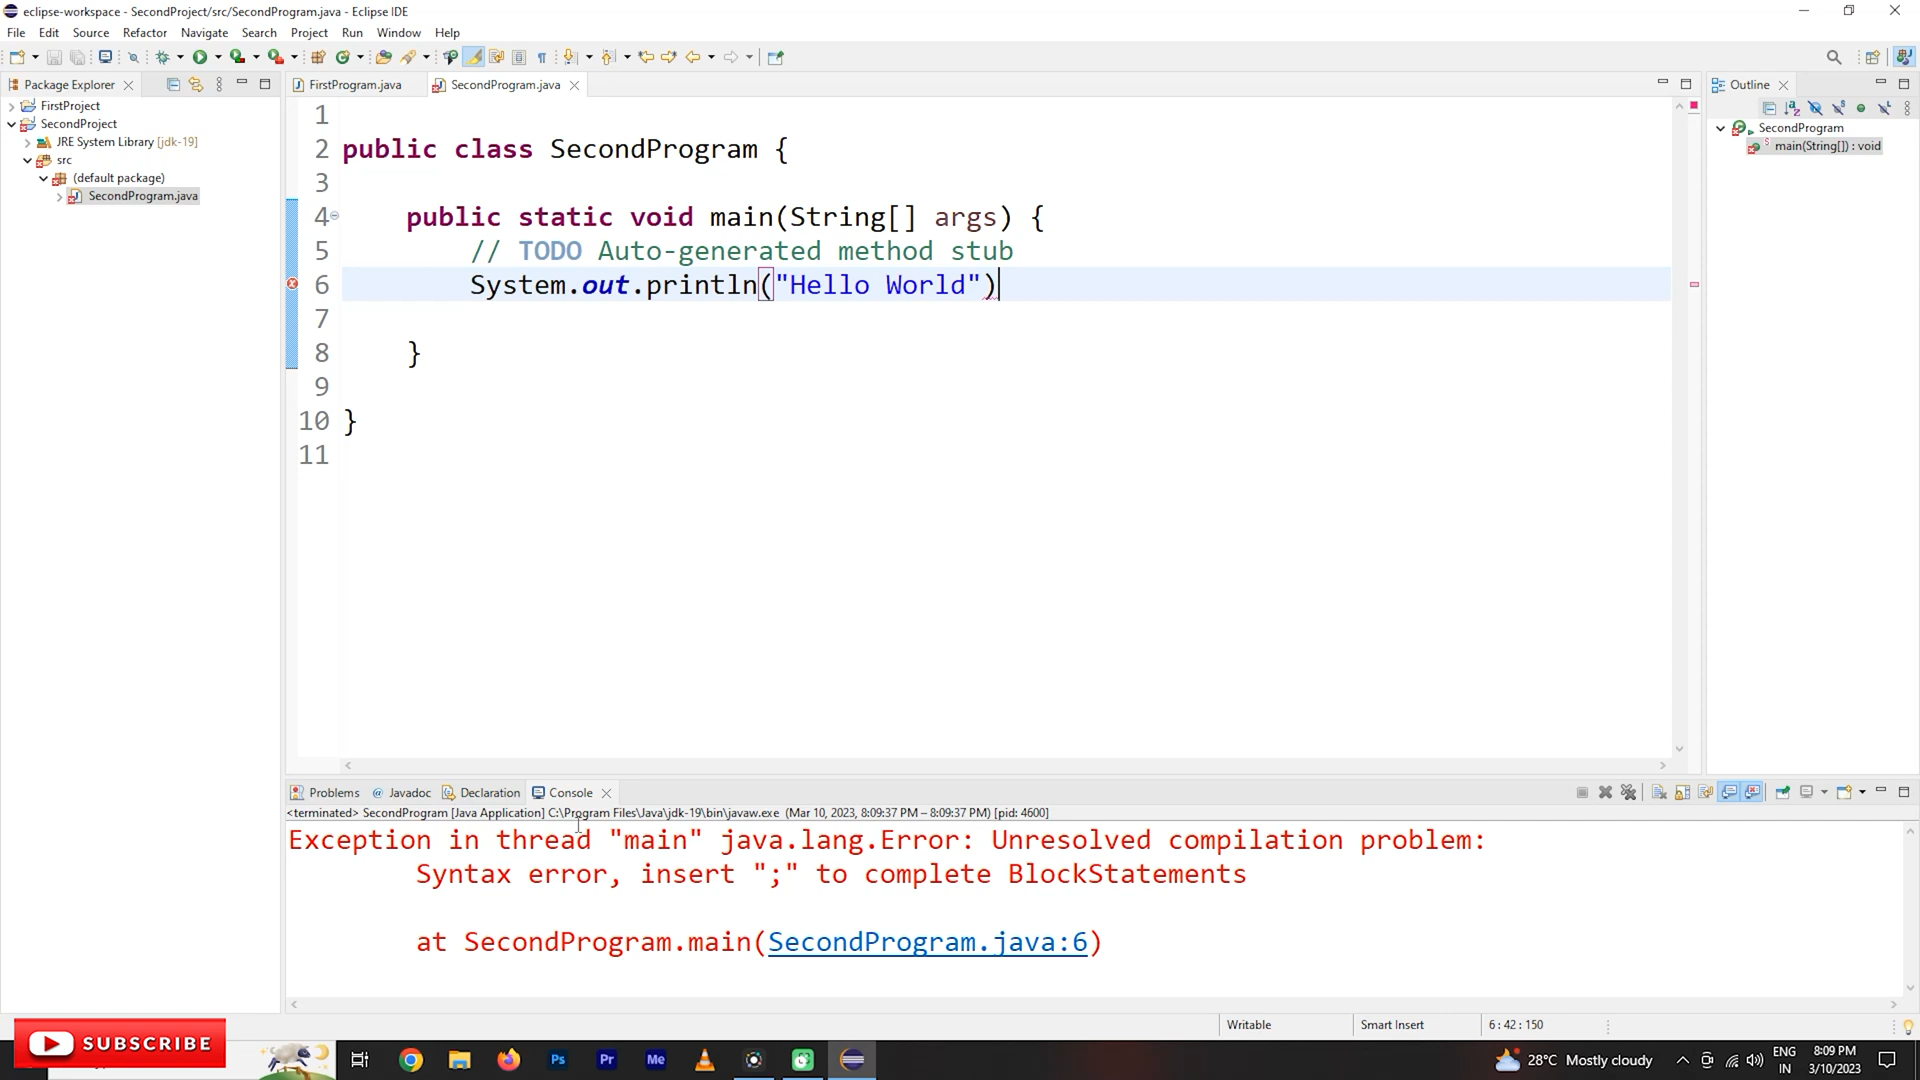 eclipse-workspace - SecondProject/src/SecondProgram.java - Eclipse IDE
File Edit Source Refactor Navigate Search Project Run Window Help
Package Explorer
FirstProject
SecondProject
JRE System Library [jdk-19]
src
(default package)
SecondProgram.java
FirstProgram.java
SecondProgram.java
1
2 public class SecondProgram {
3
4 public static void main(String[] args) {
5 // TODO Auto-generated method stub
6 System.out.println("Hello World")
7
8 }
9
10 }
11
Outline
SecondProgram
main(String[]) : void
Problems Javadoc Declaration Console
<terminated> SecondProgram [Java Application] C:\Program Files\Java\jdk-19\bin\javaw.exe (Mar 10, 2023, 8:09:37 PM – 8:09:37 PM) [pid: 4600]
Exception in thread "main" java.lang.Error: Unresolved compilation problem:
Syntax error, insert ";" to complete BlockStatements
at SecondProgram.main(SecondProgram.java:6)
Writable Smart Insert 6 : 42 : 150
SUBSCRIBE
Ps Pr Me
28°C Mostly cloudy
ENG
IN
8:09 PM
3/10/2023